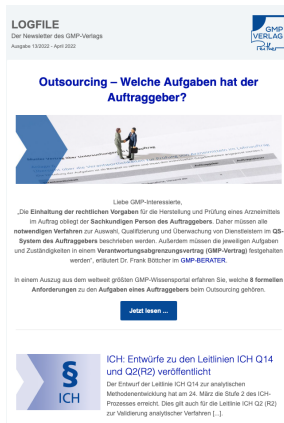 LOGFILE
Der Newsletter des GMP-Verlags
Ausgabe 13/2022 - April 2022
GMP
VERLAG
Outsourcing – Welche Aufgaben hat der
Auftraggeber?
Liebe GMP-Interessierte,
„Die Einhaltung der rechtlichen Vorgaben für die Herstellung und Prüfung eines Arzneimittels
im Auftrag obliegt der Sachkundigen Person des Auftraggebers. Daher müssen alle
notwendigen Verfahren zur Auswahl, Qualifizierung und Überwachung von Dienstleistern im QS-
System des Auftraggebers beschrieben werden. Außerdem müssen die jeweiligen Aufgaben
und Zuständigkeiten in einem Verantwortungsabgrenzungsvertrag (GMP-Vertrag) festgehalten
werden", erläutert Dr. Frank Böttcher im GMP-BERATER.
In einem Auszug aus dem weltweit größten GMP-Wissensportal erfahren Sie, welche 8 formellen
Anforderungen zu den Aufgaben eines Auftraggebers beim Outsourcing gehören.
Jetzt lesen ...
§
ICH
ICH: Entwürfe zu den Leitlinien ICH Q14
und Q2(R2) veröffentlicht
Der Entwurf der Leitlinie ICH Q14 zur analytischen
Methodenentwicklung hat am 24. März die Stufe 2 des ICH-
Prozesses erreicht. Dies gilt auch für die Leitlinie ICH Q2 (R2)
zur Validierung analytischer Verfahren [...].